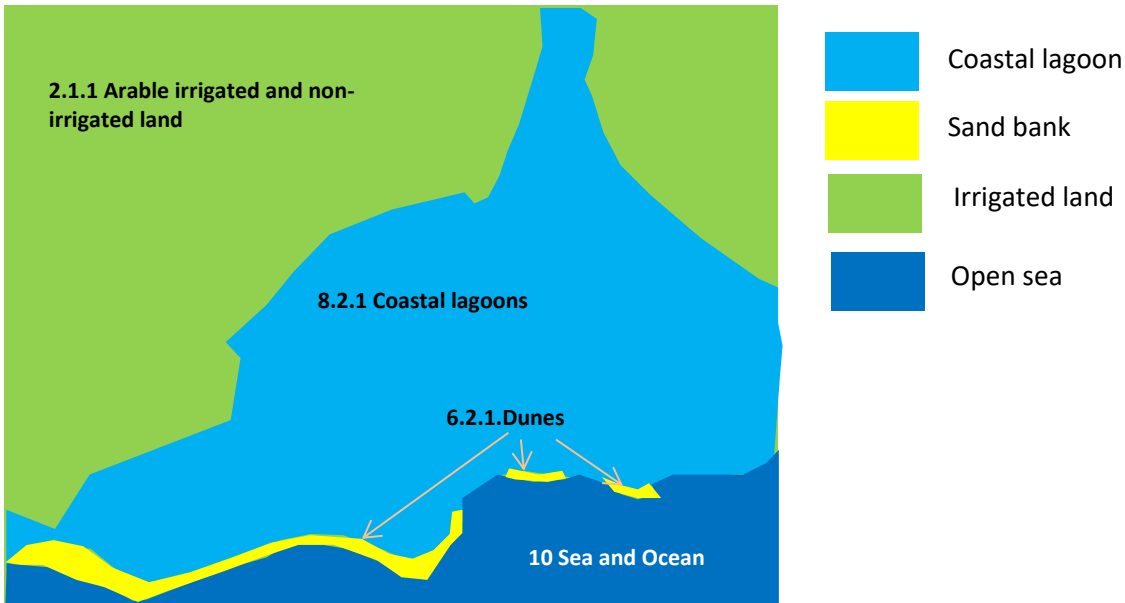 2.1.1 Arable irrigated and non-
irrigated land
8.2.1 Coastal lagoons
6.2.1.Dunes
10 Sea and Ocean
Coastal lagoon
Sand bank
Irrigated land
Open sea